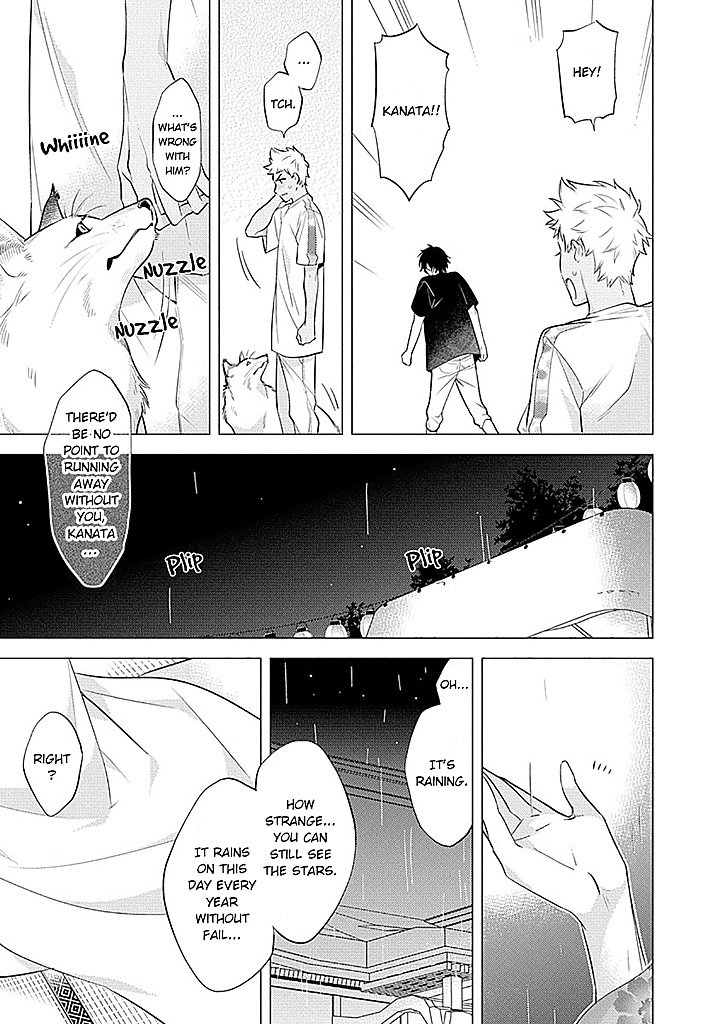 HEY!
KANATA!!
...
TCH.
...
WHAT'S
WRONG
WITH
HIM?
Whiiiine
NUZZLE
NUZZLE
THERE'D
BE NO
POINT TO
RUNNING
AWAY
WITHOUT
YOU,
KANATA
...
Plip
Plip
OH...
IT'S
RAINING.
HOW
STRANGE...
YOU CAN
STILL SEE
THE STARS.
IT RAINS
ON THIS
DAY EVERY
YEAR
WITHOUT
FAIL...
RIGHT
?